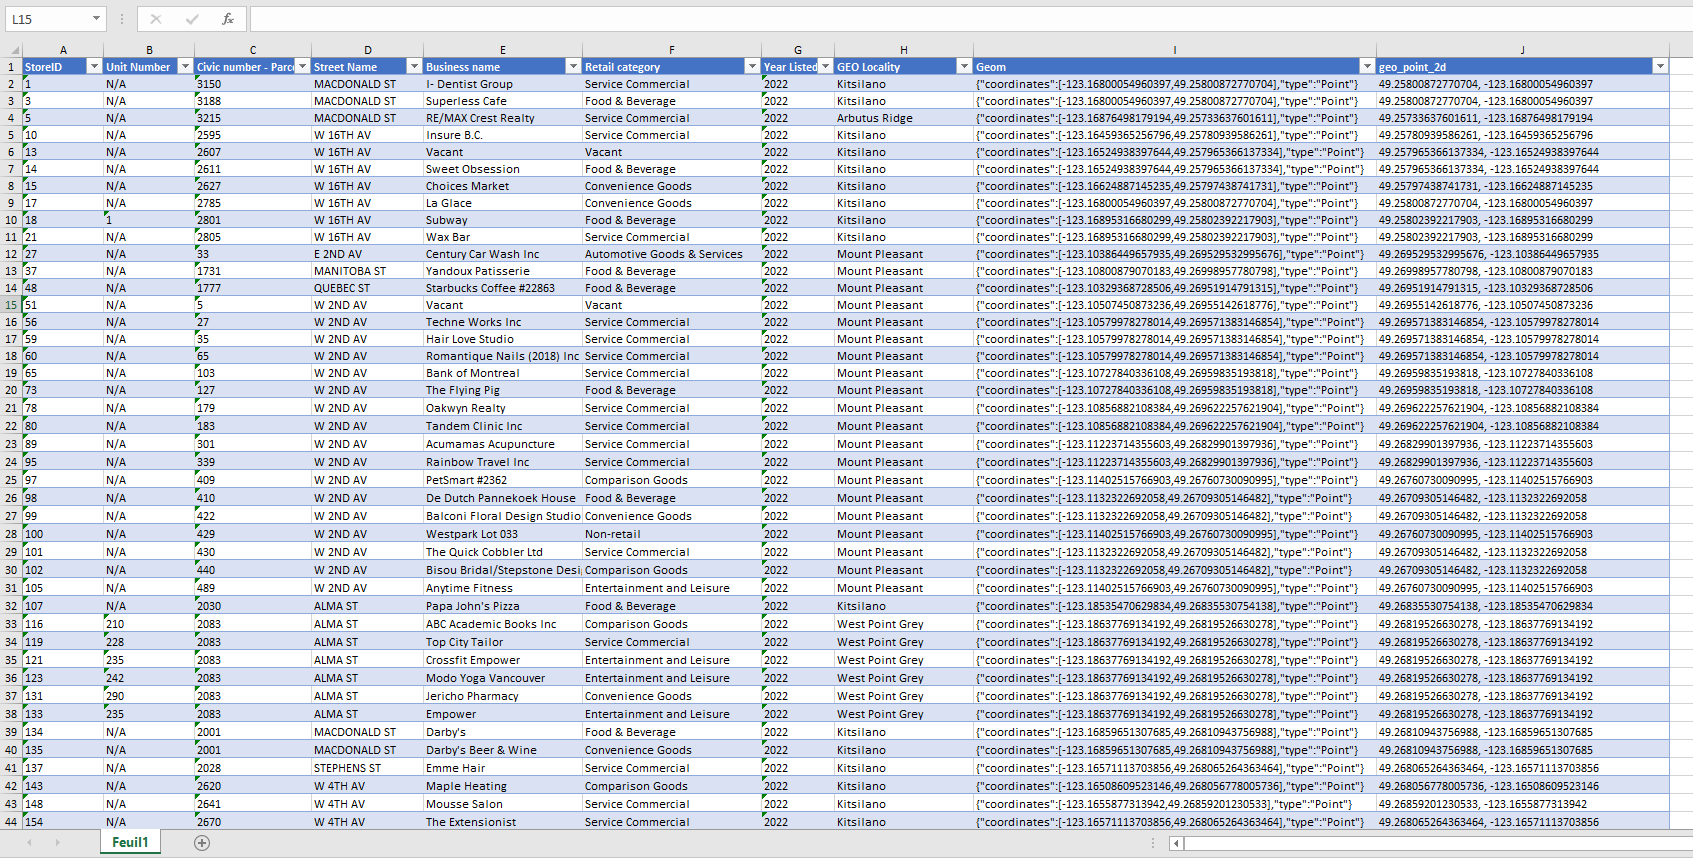 L15 fx
A B C D E F G H I J
1 StoreID Unit Number Civic number - Parc Street Name Business name Retail category Year Listed GEO Locality Geom geo_point_2d
2 1 N/A 3150 MACDONALD ST I- Dentist Group Service Commercial 2022 Kitsilano {"coordinates":[-123.16800054960397,49.25800872770704],"type":"Point"} 49.25800872770704, -123.16800054960397
3 3 N/A 3188 MACDONALD ST Superless Cafe Food & Beverage 2022 Kitsilano {"coordinates":[-123.16800054960397,49.25800872770704],"type":"Point"} 49.25800872770704, -123.16800054960397
4 5 N/A 3215 MACDONALD ST RE/MAX Crest Realty Service Commercial 2022 Arbutus Ridge {"coordinates":[-123.16876498179194,49.25733637601611],"type":"Point"} 49.25733637601611, -123.16876498179194
5 10 N/A 2595 W 16TH AV Insure B.C. Service Commercial 2022 Kitsilano {"coordinates":[-123.16459365256796,49.25780939586261],"type":"Point"} 49.25780939586261, -123.16459365256796
6 13 N/A 2607 W 16TH AV Vacant Vacant 2022 Kitsilano {"coordinates":[-123.16524938397644,49.257965366137334],"type":"Point"} 49.257965366137334, -123.16524938397644
7 14 N/A 2611 W 16TH AV Sweet Obsession Food & Beverage 2022 Kitsilano {"coordinates":[-123.16524938397644,49.257965366137334],"type":"Point"} 49.257965366137334, -123.16524938397644
8 15 N/A 2627 W 16TH AV Choices Market Convenience Goods 2022 Kitsilano {"coordinates":[-123.16624887145235,49.25797438741731],"type":"Point"} 49.25797438741731, -123.16624887145235
9 17 N/A 2785 W 16TH AV La Glace Convenience Goods 2022 Kitsilano {"coordinates":[-123.16800054960397,49.25800872770704],"type":"Point"} 49.25800872770704, -123.16800054960397
10 18 1 2801 W 16TH AV Subway Food & Beverage 2022 Kitsilano {"coordinates":[-123.16895316680299,49.25802392217903],"type":"Point"} 49.25802392217903, -123.16895316680299
11 21 N/A 2805 W 16TH AV Wax Bar Service Commercial 2022 Kitsilano {"coordinates":[-123.16895316680299,49.25802392217903],"type":"Point"} 49.25802392217903, -123.16895316680299
12 27 N/A 33 E 2ND AV Century Car Wash Inc Automotive Goods & Services 2022 Mount Pleasant {"coordinates":[-123.10386449657935,49.269529532995676],"type":"Point"} 49.269529532995676, -123.10386449657935
13 37 N/A 1731 MANITOBA ST Yandoux Patisserie Food & Beverage 2022 Mount Pleasant {"coordinates":[-123.10800879070183,49.26998957780798],"type":"Point"} 49.26998957780798, -123.10800879070183
14 48 N/A 1777 QUEBEC ST Starbucks Coffee #22863 Food & Beverage 2022 Mount Pleasant {"coordinates":[-123.10329368728506,49.26951914791315],"type":"Point"} 49.26951914791315, -123.10329368728506
15 51 N/A 5 W 2ND AV Vacant Vacant 2022 Mount Pleasant {"coordinates":[-123.10507450873236,49.26955142618776],"type":"Point"} 49.26955142618776, -123.10507450873236
16 56 N/A 27 W 2ND AV Techne Works Inc Service Commercial 2022 Mount Pleasant {"coordinates":[-123.10579978278014,49.269571383146854],"type":"Point"} 49.269571383146854, -123.10579978278014
17 59 N/A 35 W 2ND AV Hair Love Studio Service Commercial 2022 Mount Pleasant {"coordinates":[-123.10579978278014,49.269571383146854],"type":"Point"} 49.269571383146854, -123.10579978278014
18 60 N/A 65 W 2ND AV Romantique Nails (2018) Inc Service Commercial 2022 Mount Pleasant {"coordinates":[-123.10579978278014,49.269571383146854],"type":"Point"} 49.269571383146854, -123.10579978278014
19 65 N/A 103 W 2ND AV Bank of Montreal Service Commercial 2022 Mount Pleasant {"coordinates":[-123.10727840336108,49.26959835193818],"type":"Point"} 49.26959835193818, -123.10727840336108
20 73 N/A 127 W 2ND AV The Flying Pig Food & Beverage 2022 Mount Pleasant {"coordinates":[-123.10727840336108,49.26959835193818],"type":"Point"} 49.26959835193818, -123.10727840336108
21 78 N/A 179 W 2ND AV Oakwyn Realty Service Commercial 2022 Mount Pleasant {"coordinates":[-123.10856882108384,49.269622257621904],"type":"Point"} 49.269622257621904, -123.10856882108384
22 80 N/A 183 W 2ND AV Tandem Clinic Inc Service Commercial 2022 Mount Pleasant {"coordinates":[-123.10856882108384,49.269622257621904],"type":"Point"} 49.269622257621904, -123.10856882108384
23 89 N/A 301 W 2ND AV Acumamas Acupuncture Service Commercial 2022 Mount Pleasant {"coordinates":[-123.11223714355603,49.26829901397936],"type":"Point"} 49.26829901397936, -123.11223714355603
24 95 N/A 339 W 2ND AV Rainbow Travel Inc Service Commercial 2022 Mount Pleasant {"coordinates":[-123.11223714355603,49.26829901397936],"type":"Point"} 49.26829901397936, -123.11223714355603
25 97 N/A 409 W 2ND AV PetSmart #2362 Comparison Goods 2022 Mount Pleasant {"coordinates":[-123.11402515766903,49.26760730090995],"type":"Point"} 49.26760730090995, -123.11402515766903
26 98 N/A 410 W 2ND AV De Dutch Pannekoek House Food & Beverage 2022 Mount Pleasant {"coordinates":[-123.1132322692058,49.26709305146482],"type":"Point"} 49.26709305146482, -123.1132322692058
27 99 N/A 422 W 2ND AV Balconi Floral Design Studio Convenience Goods 2022 Mount Pleasant {"coordinates":[-123.1132322692058,49.26709305146482],"type":"Point"} 49.26709305146482, -123.1132322692058
28 100 N/A 429 W 2ND AV Westpark Lot 033 Non-retail 2022 Mount Pleasant {"coordinates":[-123.11402515766903,49.26760730090995],"type":"Point"} 49.26760730090995, -123.11402515766903
29 101 N/A 430 W 2ND AV The Quick Cobbler Ltd Service Commercial 2022 Mount Pleasant {"coordinates":[-123.1132322692058,49.26709305146482],"type":"Point"} 49.26709305146482, -123.1132322692058
30 102 N/A 440 W 2ND AV Bisou Bridal/Stepstone Desi Comparison Goods 2022 Mount Pleasant {"coordinates":[-123.1132322692058,49.26709305146482],"type":"Point"} 49.26709305146482, -123.1132322692058
31 105 N/A 489 W 2ND AV Anytime Fitness Entertainment and Leisure 2022 Mount Pleasant {"coordinates":[-123.11402515766903,49.26760730090995],"type":"Point"} 49.26760730090995, -123.11402515766903
32 107 N/A 2030 ALMA ST Papa John's Pizza Food & Beverage 2022 Kitsilano {"coordinates":[-123.18535470629834,49.26835530754138],"type":"Point"} 49.26835530754138, -123.18535470629834
33 116 210 2083 ALMA ST ABC Academic Books Inc Comparison Goods 2022 West Point Grey {"coordinates":[-123.18637769134192,49.26819526630278],"type":"Point"} 49.26819526630278, -123.18637769134192
34 119 228 2083 ALMA ST Top City Tailor Service Commercial 2022 West Point Grey {"coordinates":[-123.18637769134192,49.26819526630278],"type":"Point"} 49.26819526630278, -123.18637769134192
35 121 235 2083 ALMA ST Crossfit Empower Entertainment and Leisure 2022 West Point Grey {"coordinates":[-123.18637769134192,49.26819526630278],"type":"Point"} 49.26819526630278, -123.18637769134192
36 123 242 2083 ALMA ST Modo Yoga Vancouver Entertainment and Leisure 2022 West Point Grey {"coordinates":[-123.18637769134192,49.26819526630278],"type":"Point"} 49.26819526630278, -123.18637769134192
37 131 290 2083 ALMA ST Jericho Pharmacy Convenience Goods 2022 West Point Grey {"coordinates":[-123.18637769134192,49.26819526630278],"type":"Point"} 49.26819526630278, -123.18637769134192
38 133 235 2083 ALMA ST Empower Entertainment and Leisure 2022 West Point Grey {"coordinates":[-123.18637769134192,49.26819526630278],"type":"Point"} 49.26819526630278, -123.18637769134192
39 134 N/A 2001 MACDONALD ST Darby's Food & Beverage 2022 Kitsilano {"coordinates":[-123.16859651307685,49.26810943756988],"type":"Point"} 49.26810943756988, -123.16859651307685
40 135 N/A 2001 MACDONALD ST Darby's Beer & Wine Convenience Goods 2022 Kitsilano {"coordinates":[-123.16859651307685,49.26810943756988],"type":"Point"} 49.26810943756988, -123.16859651307685
41 137 N/A 2028 STEPHENS ST Emme Hair Service Commercial 2022 Kitsilano {"coordinates":[-123.16571113703856,49.268065264363464],"type":"Point"} 49.268065264363464, -123.16571113703856
42 143 N/A 2620 W 4TH AV Maple Heating Comparison Goods 2022 Kitsilano {"coordinates":[-123.16508609523146,49.268056778005736],"type":"Point"} 49.268056778005736, -123.16508609523146
43 148 N/A 2641 W 4TH AV Mousse Salon Service Commercial 2022 Kitsilano {"coordinates":[-123.1655877313942,49.26859201230533],"type":"Point"} 49.26859201230533, -123.1655877313942
44 154 N/A 2670 W 4TH AV The Extensionist Service Commercial 2022 Kitsilano {"coordinates":[-123.16571113703856,49.268065264363464],"type":"Point"} 49.268065264363464, -123.16571113703856
Feuil1